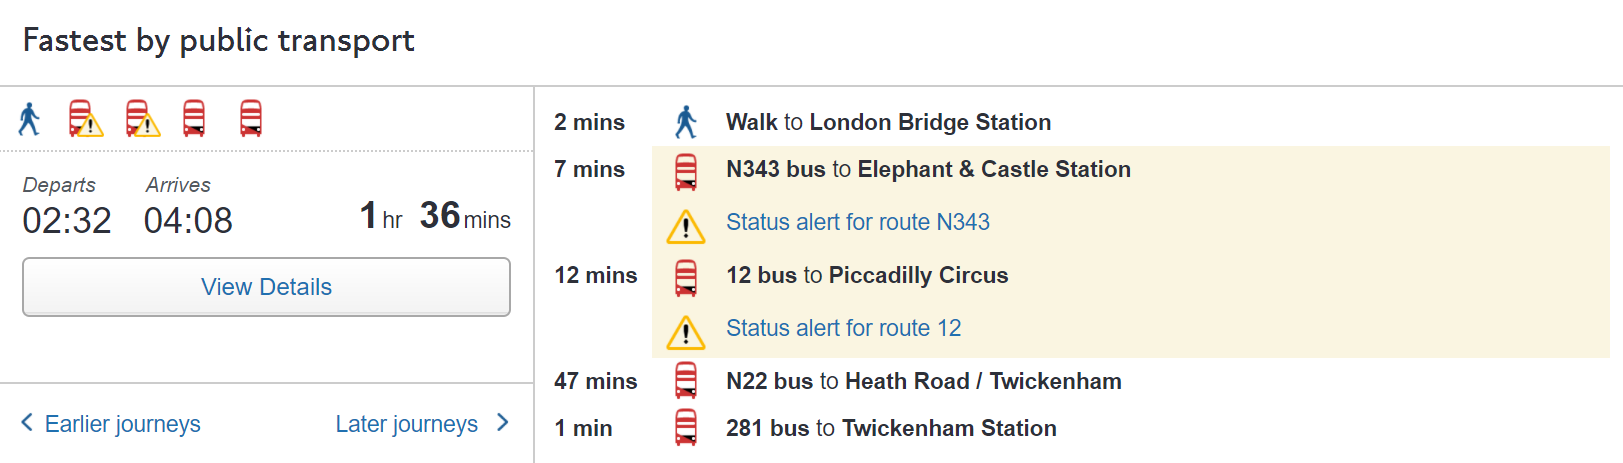 Fastest by public transport
Departs Arrives
02:32 04:08 1 hr 36 mins
View Details
Earlier journeys Later journeys
2 mins Walk to London Bridge Station
7 mins N343 bus to Elephant & Castle Station
Status alert for route N343
12 mins 12 bus to Piccadilly Circus
Status alert for route 12
47 mins N22 bus to Heath Road / Twickenham
1 min 281 bus to Twickenham Station